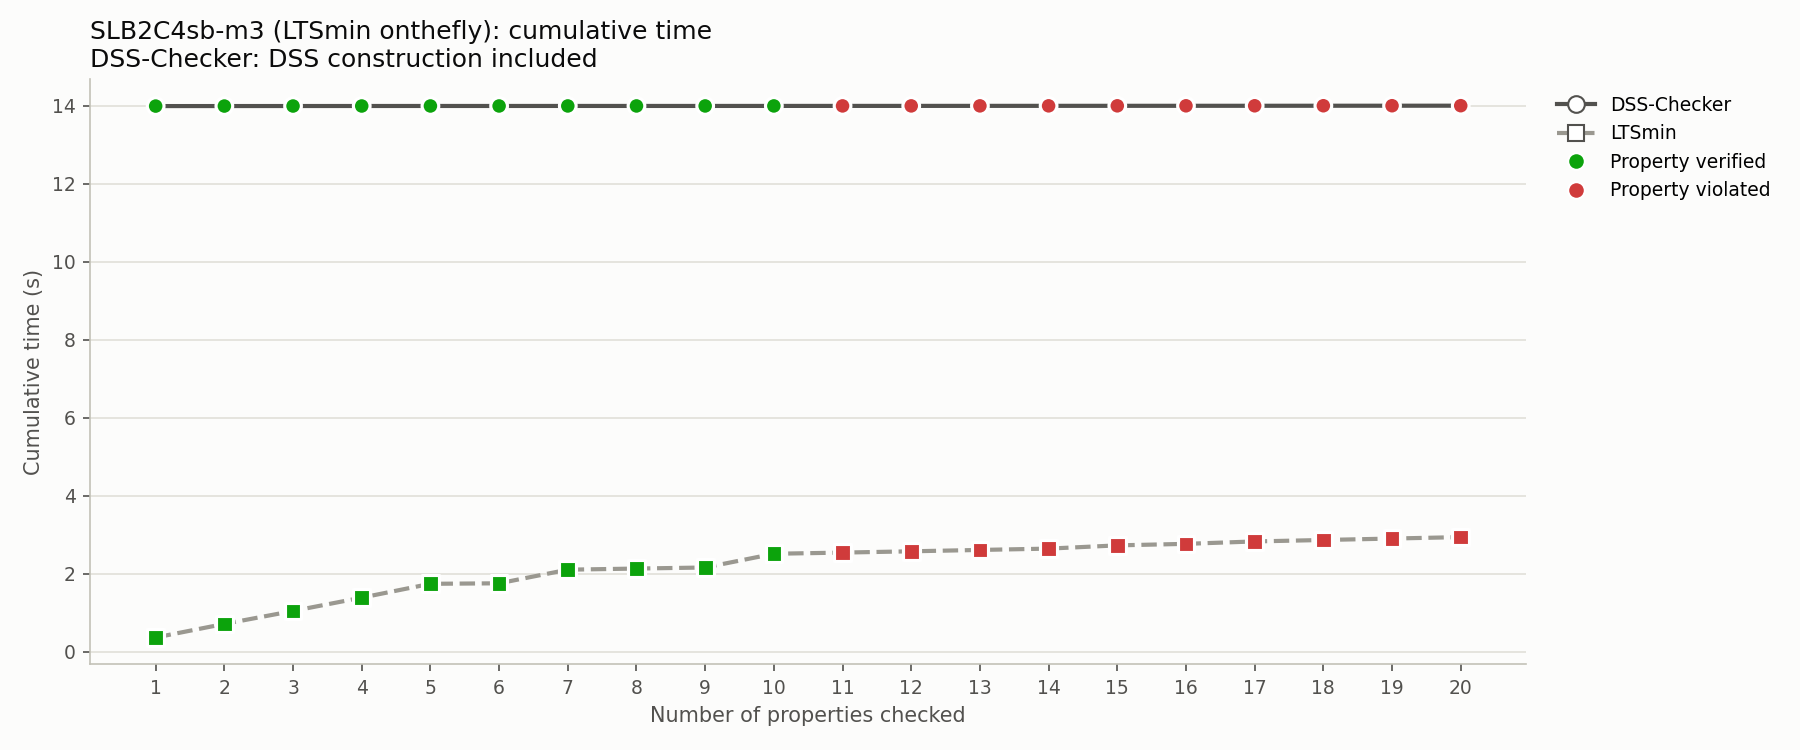 SLB2C4sb-m3 (LTSmin onthefly): cumulative time
DSS-Checker: DSS construction included
14
12
10
8
6
4
2
0
Cumulative time (s)
1 2 3 4 5 6 7 8 9 10 11 12 13 14 15 16 17 18 19 20
Number of properties checked
DSS-Checker
LTSmin
Property verified
Property violated